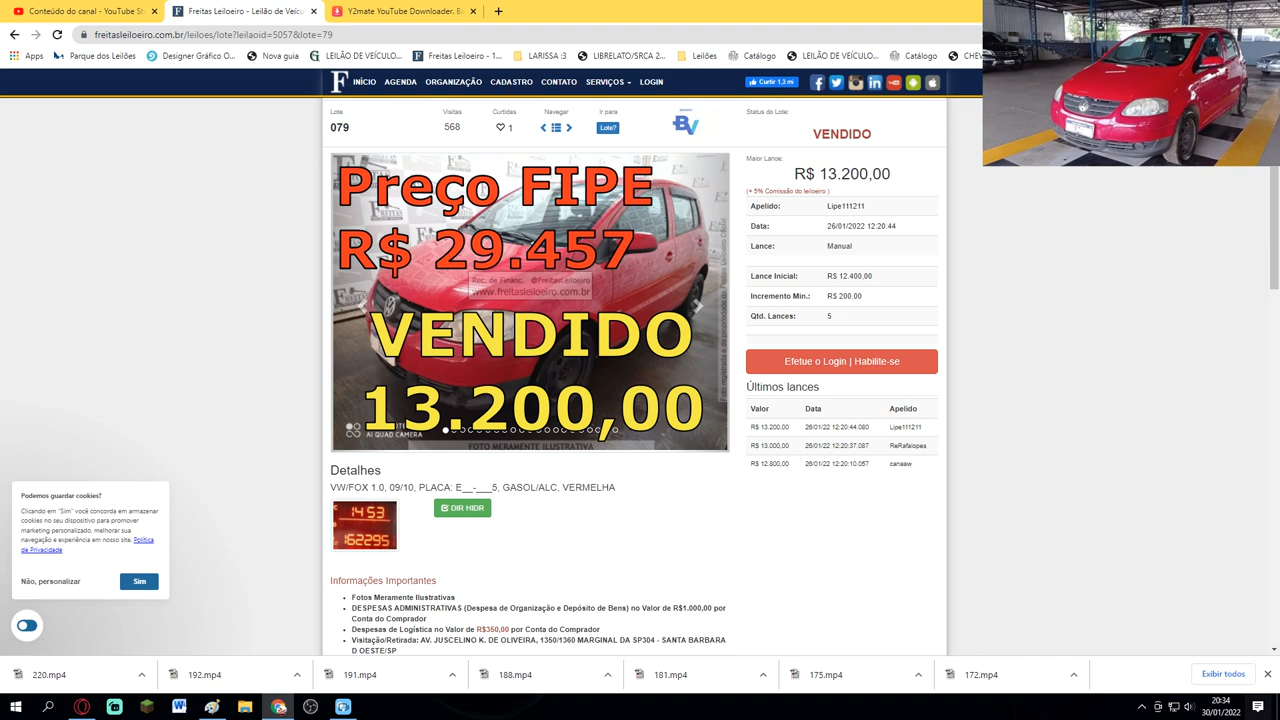 Conteúdo do canal - YouTube St
Freitas Leiloeiro - Leilão de Veícu
Y2mate YouTube Downloader. Ba
freitasleiloeiro.com.br/leiloes/lote?leilaoid=5057&lote=79
Apps
Parque dos Leilões
Designer Gráfico O...
Nova guia
LEILÃO DE VEÍCULO...
Freitas Leiloeiro - 1...
LARISSA :3
LIBRELATO/SRCA 2...
Leilões
Catálogo
LEILÃO DE VEÍCULO...
Catálogo
CHEV
F
INÍCIO
AGENDA
ORGANIZAÇÃO
CADASTRO
CONTATO
SERVIÇOS
LOGIN
Curtir 1,3 mi
Lote
079
Visitas
568
Curtidas
1
Navegar
Ir para
Lote?
BV
Status do Lote:
VENDIDO
Preço FIPE
R$ 29.457
Rec. de Financ. @FreitasLeiloeiro
www.freitasleiloeiro.com.br
VENDIDO
13.200,00
AI QUAD CAMERA
FOTO MERAMENTE ILUSTRATIVA
Maior Lance:
R$ 13.200,00
(+ 5% Comissão do leiloeiro )
Apelido: Lipe111211
Data: 26/01/2022 12:20:44
Lance: Manual
Lance Inicial: R$ 12.400,00
Incremento Min.: R$ 200,00
Qtd. Lances: 5
Efetue o Login | Habilite-se
Últimos lances
Valor Data Apelido
R$ 13.200,00 26/01/22 12:20:44.080 Lipe111211
R$ 13.000,00 26/01/22 12:20:37.087 ReRafalopes
R$ 12.800,00 26/01/22 12:20:10.057 canaaw
Detalhes
VW/FOX 1.0, 09/10, PLACA: E__-___5, GASOL/ALC, VERMELHA
1453
162295
DIR HIDR
Informações Importantes
Fotos Meramente Ilustrativas
DESPESAS ADMINISTRATIVAS (Despesa de Organização e Depósito de Bens) no Valor de R$1.000,00 por
Conta do Comprador
Despesas de Logística no Valor de R$350,00 por Conta do Comprador
Visitação/Retirada: AV. JUSCELINO K. DE OLIVEIRA, 1350/1360 MARGINAL DA SP304 - SANTA BARBARA
D OESTE/SP
Podemos guardar cookies?
Clicando em "Sim" você concorda em armazenar
cookies no seu dispositivo para promover
marketing personalizado, melhorar sua
navegação e experiência em nosso site. Política
de Privacidade
Não, personalizar
Sim
220.mp4
192.mp4
191.mp4
188.mp4
181.mp4
175.mp4
172.mp4
Exibir todos
20:34
30/01/2022